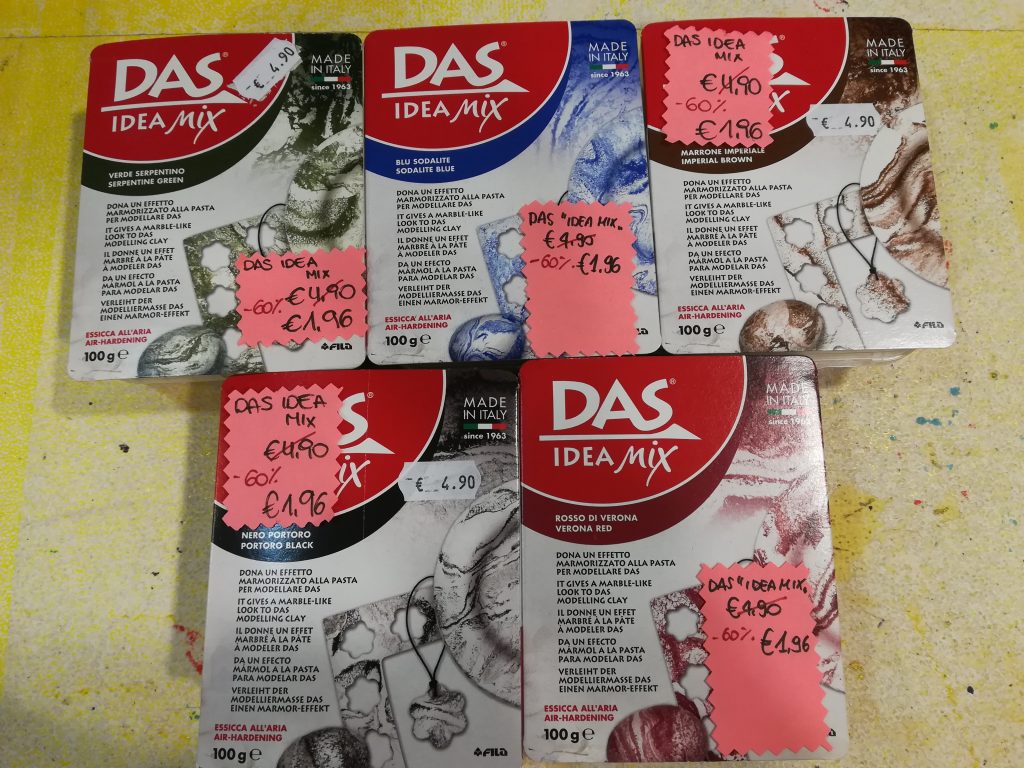 DAS®
IDEA MIX
€ 4.90
MADE
IN ITALY
since 1963
VERDE SERPENTINO
SERPENTINE GREEN
DONA UN EFFETTO
MARMORIZZATO ALLA PASTA
PER MODELLARE DAS
IT GIVES A MARBLE-LIKE
LOOK TO DAS
MODELLING CLAY
IL DONNE UN EFFET
MARBRÉ À LA PÂTE
À MODELER DAS
DA UN EFECTO
MÁRMOL A LA PASTA
PARA MODELAR DAS
VERLEIHT DER
MODELLIERMASSE DAS
EINEN MARMOR-EFFEKT
ESSICCA ALL'ARIA
AIR-HARDENING
100 g e
FILA
DAS IDEA
MIX
€4,90
-60%
€1,96
DAS®
IDEA MIX
MADE
IN ITALY
since 1963
BLU SODALITE
SODALITE BLUE
DONA UN EFFETTO
MARMORIZZATO ALLA PASTA
PER MODELLARE DAS
IT GIVES A MARBLE-LIKE
LOOK TO DAS
MODELLING CLAY
IL DONNE UN EFFET
MARBRÉ À LA PÂTE
À MODELER DAS
DA UN EFECTO
MÁRMOL A LA PASTA
PARA MODELAR DAS
VERLEIHT DER
MODELLIERMASSE DAS
EINEN MARMOR-EFFEKT
ESSICCA' ALL'ARIA
AIR-HARDENING
100 g e
DAS "IDEA MIX"
€4.90
-60% €1,96
DAS IDEA
MIX
€4,90
-60%
€1,96
MADE
IN ITALY
since 1963
€ 4.90
MARRONE IMPERIALE
IMPERIAL BROWN
DONA UN EFFETTO
MARMORIZZATO ALLA PASTA
PER MODELLARE DAS
IT GIVES A MARBLE-LIKE
LOOK TO DAS
MODELLING CLAY
IL DONNE UN EFFET
MARBRÉ À LA PÂTE
À MODELER DAS
DA UN EFECTO
MÁRMOL A LA PASTA
PARA MODELAR DAS
VERLEIHT DER
MODELLIERMASSE DAS
EINEN MARMOR-EFFEKT
ESSICCA ALL'ARIA
AIR-HARDENING
100 g e
FILA
DAS IDEA
MIX
€4,90
-60%
€1,96
MADE
IN ITALY
since 1963
€ 4.90
NERO PORTORO
PORTORO BLACK
DONA UN EFFETTO
MARMORIZZATO ALLA PASTA
PER MODELLARE DAS
IT GIVES A MARBLE-LIKE
LOOK TO DAS
MODELLING CLAY
IL DONNE UN EFFET
MARBRÉ À LA PÂTE
À MODELER DAS
DA UN EFECTO
MÁRMOL A LA PASTA
PARA MODELAR DAS
VERLEIHT DER
MODELLIERMASSE DAS
EINEN MARMOR-EFFEKT
ESSICCA ALL'ARIA
AIR-HARDENING
100 g e
FILA
DAS®
IDEA MIX
MADE
IN ITALY
since 1963
ROSSO DI VERONA
VERONA RED
DONA UN EFFETTO
MARMORIZZATO ALLA PASTA
PER MODELLARE DAS
IT GIVES A MARBLE-LIKE
LOOK TO DAS
MODELLING CLAY
IL DONNE UN EFFET
MARBRÉ À LA PÂTE
À MODELER DAS
DA UN EFECTO
MÁRMOL A LA PASTA
PARA MODELAR DAS
VERLEIHT DER
MODELLIERMASSE DAS
EINEN MARMOR-EFFEKT
ESSICCA ALL'ARIA
AIR-HARDENING
100 g e
DAS "IDEA MIX"
€4.90
-60% €1,96